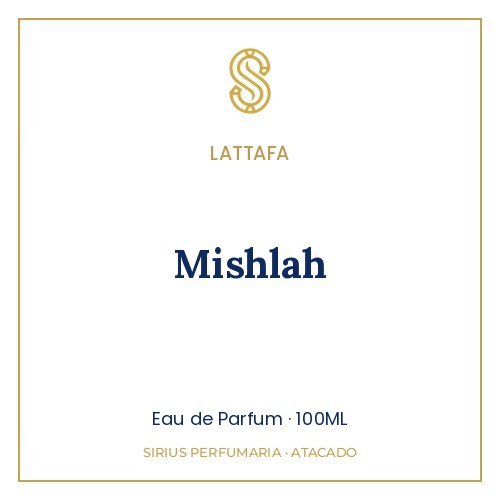 LATTAFA
Mishlah
Eau de Parfum · 100ML
SIRIUS PERFUMARIA · ATACADO